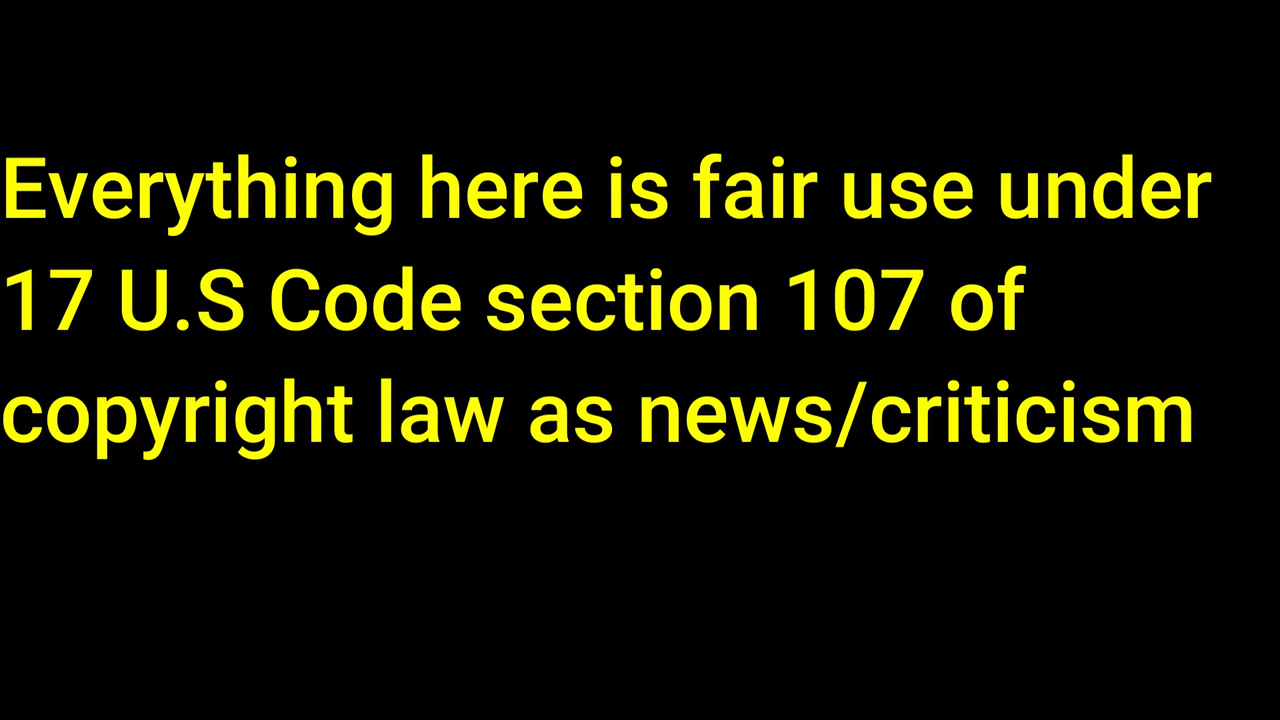 Everything here is fair use under
17 U.S Code section 107 of
copyright law as news/criticism